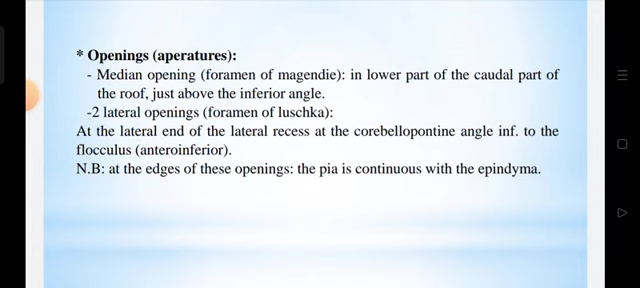 * Openings (aperatures):
- Median opening (foramen of magendie): in lower part of the caudal part of
the roof, just above the inferior angle.
-2 lateral openings (foramen of luschka):
At the lateral end of the lateral recess at the corebellopontine angle inf. to the
flocculus (anteroinferior).
N.B: at the edges of these openings: the pia is continuous with the epindyma.